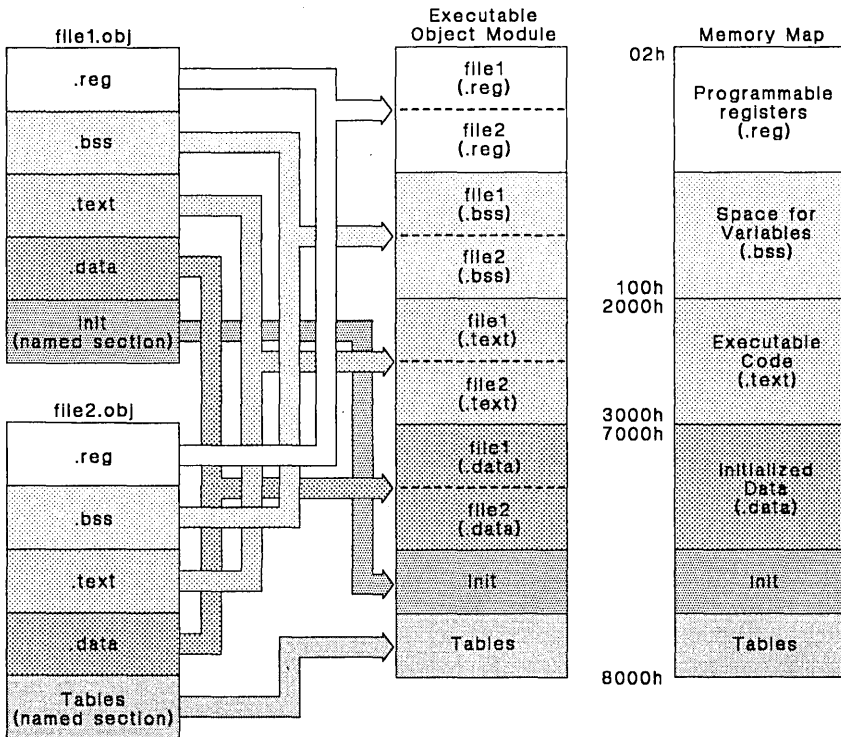 file1.obj
.reg
.bss
.text
.data
Init
(named section)
file2.obj
.reg
.bss
.text
.data
Tables
(named section)
Executable
Object Module
file1
(.reg)
file2
(.reg)
file1
(.bss)
file2
(.bss)
file1
(.text)
file2
(.text)
file1
(.data)
file2
(.data)
Init
Tables
Memory Map
02h
Programmable
registers
(.reg)
Space for
Variables
(.bss)
100h
2000h
Executable
Code
(.text)
3000h
7000h
Initialized
Data
(.data)
Init
Tables
8000h